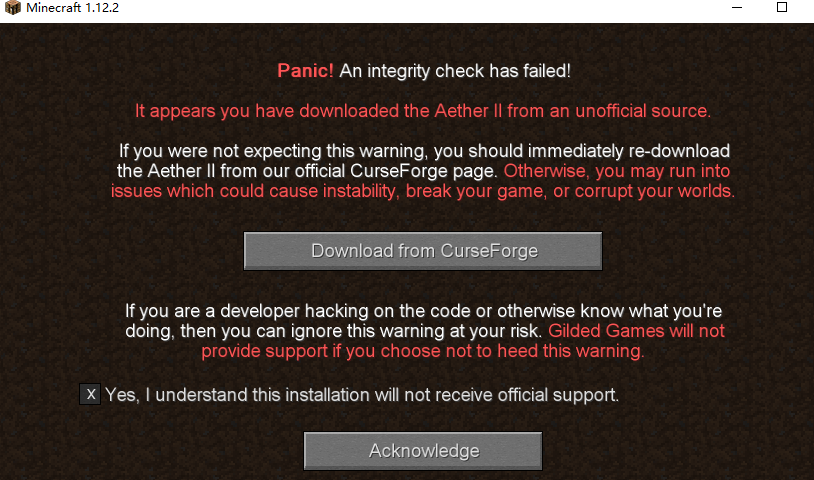 Minecraft 1.12.2
Panic! An integrity check has failed!
It appears you have downloaded the Aether II from an unofficial source.
If you were not expecting this warning, you should immediately re-download
the Aether II from our official CurseForge page. Otherwise, you may run into
issues which could cause instability, break your game, or corrupt your worlds.
Download from CurseForge
If you are a developer hacking on the code or otherwise know what you're
doing, then you can ignore this warning at your risk. Gilded Games will not
provide support if you choose not to heed this warning.
X Yes, I understand this installation will not receive official support.
Acknowledge